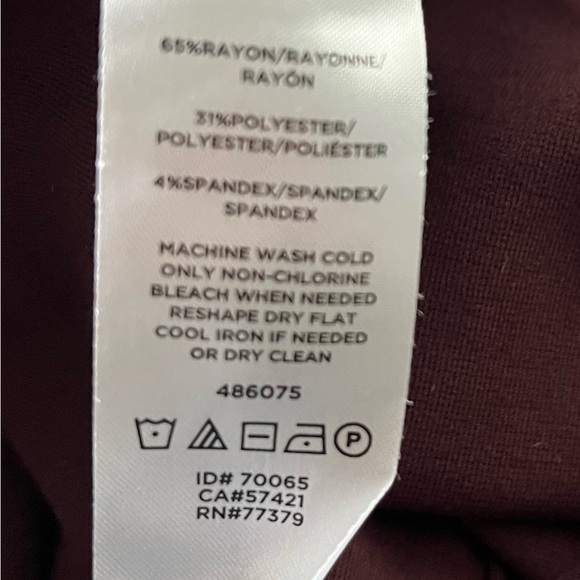 65%RAYON/RAYONNE/
RAYÓN
31%POLYESTER/
POLYESTER/POLIÉSTER
4%SPANDEX/SPANDEX/
SPANDEX
MACHINE WASH COLD
ONLY NON-CHLORINE
BLEACH WHEN NEEDED
RESHAPE DRY FLAT
COOL IRON IF NEEDED
OR DRY CLEAN
486075
P
ID# 70065
CA#57421
RN#77379